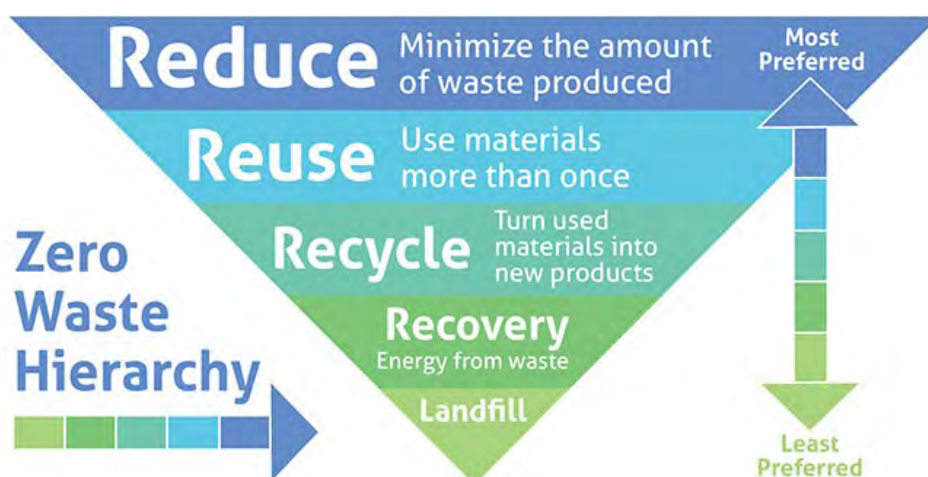 Reduce
Minimize the amount
of waste produced
Most
Preferred
Reuse
Use materials
more than once
Recycle
Turn used
materials into
new products
Zero
Waste
Hierarchy
Recovery
Energy from waste
Landfill
Least
Preferred